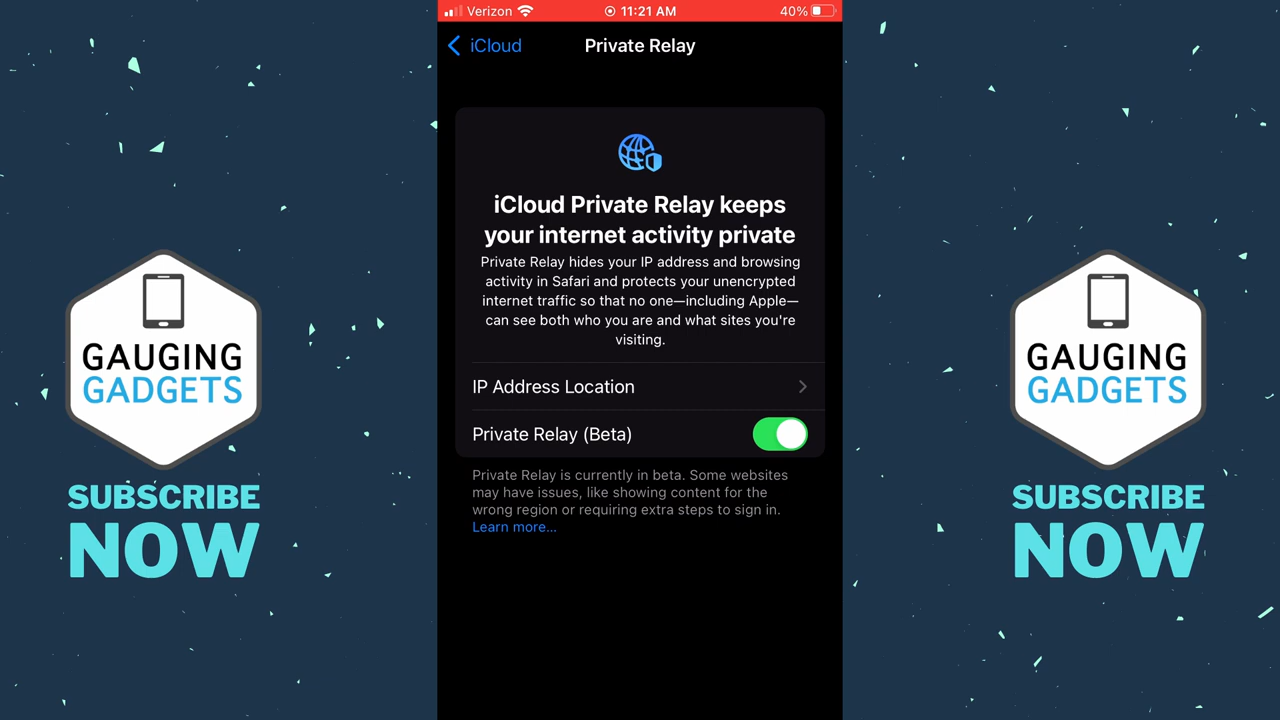 Verizon 11:21 AM 40%
iCloud Private Relay
iCloud Private Relay keeps
your internet activity private
Private Relay hides your IP address and browsing
activity in Safari and protects your unencrypted
internet traffic so that no one—including Apple—
can see both who you are and what sites you're
visiting.
IP Address Location
Private Relay (Beta)
Private Relay is currently in beta. Some websites
may have issues, like showing content for the
wrong region or requiring extra steps to sign in.
Learn more...
GAUGING
GADGETS
SUBSCRIBE
NOW
GAUGING
GADGETS
SUBSCRIBE
NOW